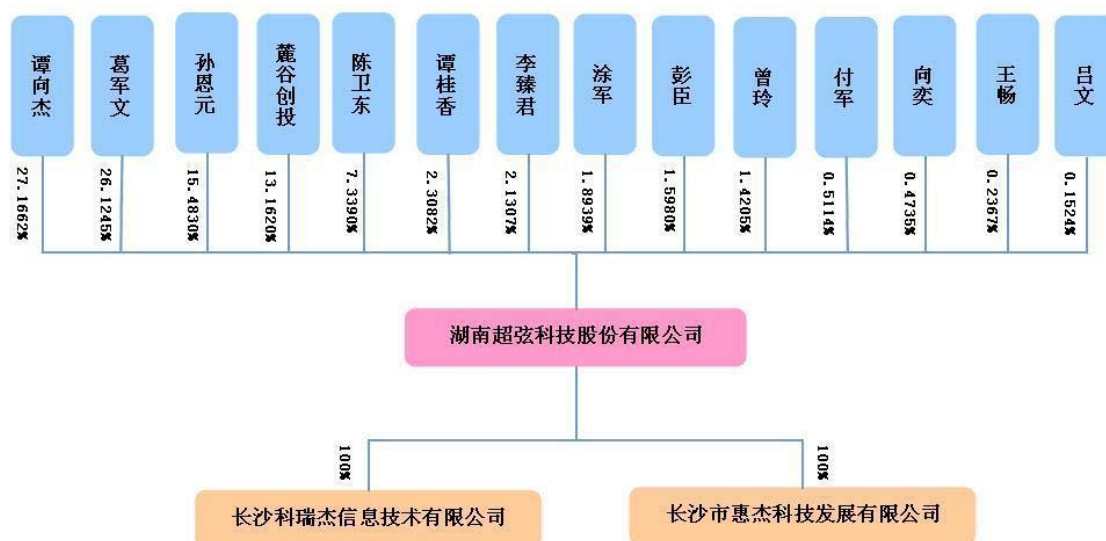 谭向杰
葛军文
孙恩元
麓谷创投
陈卫东
谭桂香
李臻君
涂军
彭臣
曾玲
付军
向奕
王畅
吕文
27.1662%
26.1245%
15.4830%
13.1620%
7.3390%
2.3082%
2.1307%
1.8939%
1.5980%
1.4205%
0.5114%
0.4735%
0.2367%
0.1524%
湖南超弦科技股份有限公司
100%
100%
长沙科瑞杰信息技术有限公司
长沙市惠杰科技发展有限公司